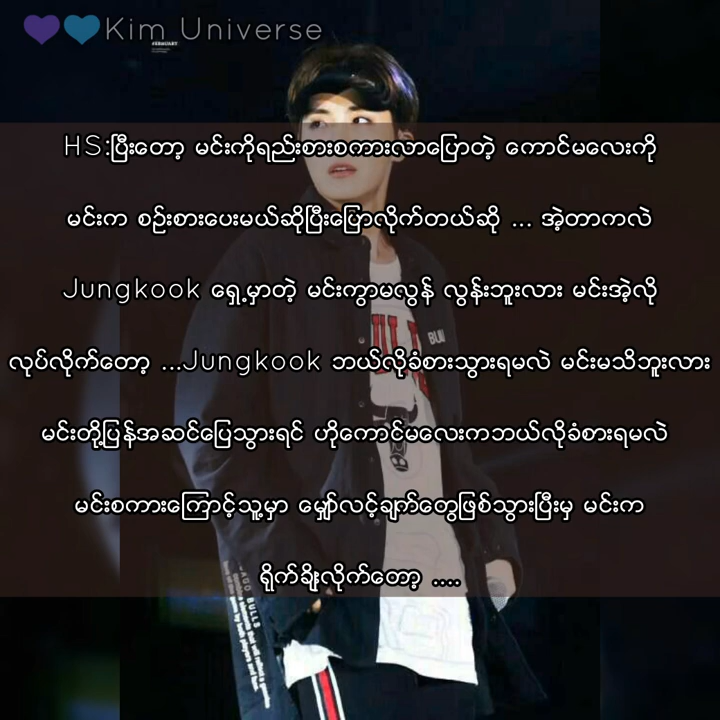 💜💙Kim Universe
HS:ပြီးတော့ မင်းကိုရည်းစားစကားလာပြောတဲ့ ကောင်မလေးကို
မင်းက စဉ်းစားပေးမယ်ဆိုပြီးပြောလိုက်တယ်ဆို ... အဲ့တာကလဲ
Jungkook ရှေ့မှာတဲ့ မင်းကွာမလွန် လွန်းဘူးလား မင်းအဲ့လို
လုပ်လိုက်တော့ ...Jungkook ဘယ်လိုခံစားသွားရမလဲ မင်းမသိဘူးလား
မင်းတို့ပြန်အဆင်ပြေသွားရင် ဟိုကောင်မလေးကဘယ်လိုခံစားရမလဲ
မင်းစကားကြောင့်သူ့မှာ မျှော်လင့်ချက်တွေဖြစ်သွားပြီးမှ မင်းက
ရိုက်ချိုးလိုက်တော့ ....
BULL
AGO BULLS